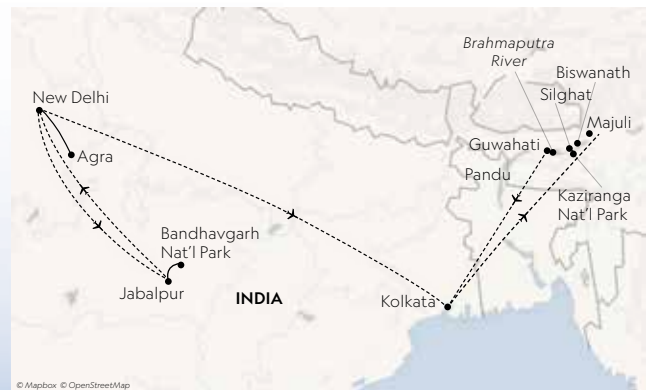 Brahmaputra
River
Biswanath
Silghat
Majuli
New Delhi
Guwahati
Agra
Pandu
Kaziranga
Nat'l Park
Bandhavgarh
Nat'l Park
Jabalpur
INDIA
Kolkata
© Mapbox © OpenStreetMap